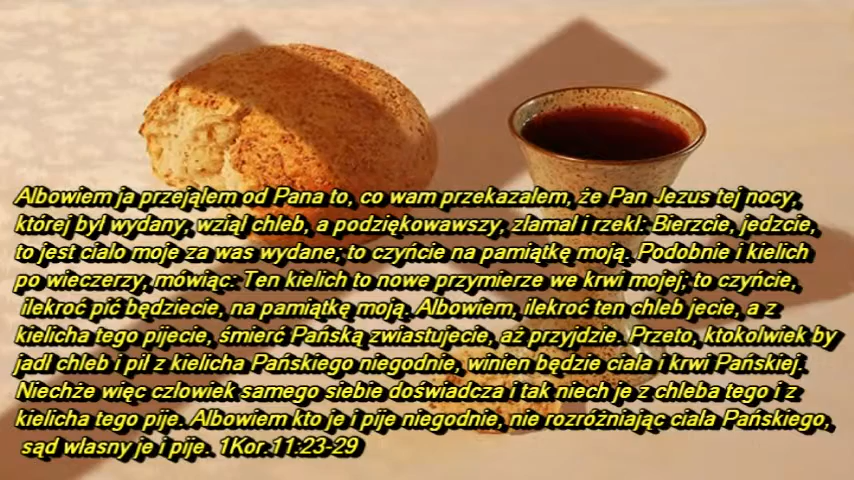 Albowiem ja przejąłem od Pana to, co wam przekazałem, że Pan Jezus tej nocy,
której był wydany, wziął chleb, a podziękowawszy, złamał i rzekł: Bierzcie, jedzcie,
to jest ciało moje za was wydane; to czyńcie na pamiątkę moją. Podobnie i kielich
po wieczerzy, mówiąc: Ten kielich to nowe przymierze we krwi mojej; to czyńcie,
ilekroć pić będziecie, na pamiątkę moją. Albowiem, ilekroć ten chleb jecie, a z
kielicha tego pijecie, śmierć Pańską zwiastujecie, aż przyjdzie. Przeto, ktokolwiek by
jadł chleb i pił z kielicha Pańskiego niegodnie, winien będzie ciała i krwi Pańskiej.
Niechże więc człowiek samego siebie doświadcza i tak niech je z chleba tego i z
kielicha tego pije. Albowiem kto je i pije niegodnie, nie rozróżniając ciała Pańskiego,
sąd własny je i pije. 1Kor.11:23-29